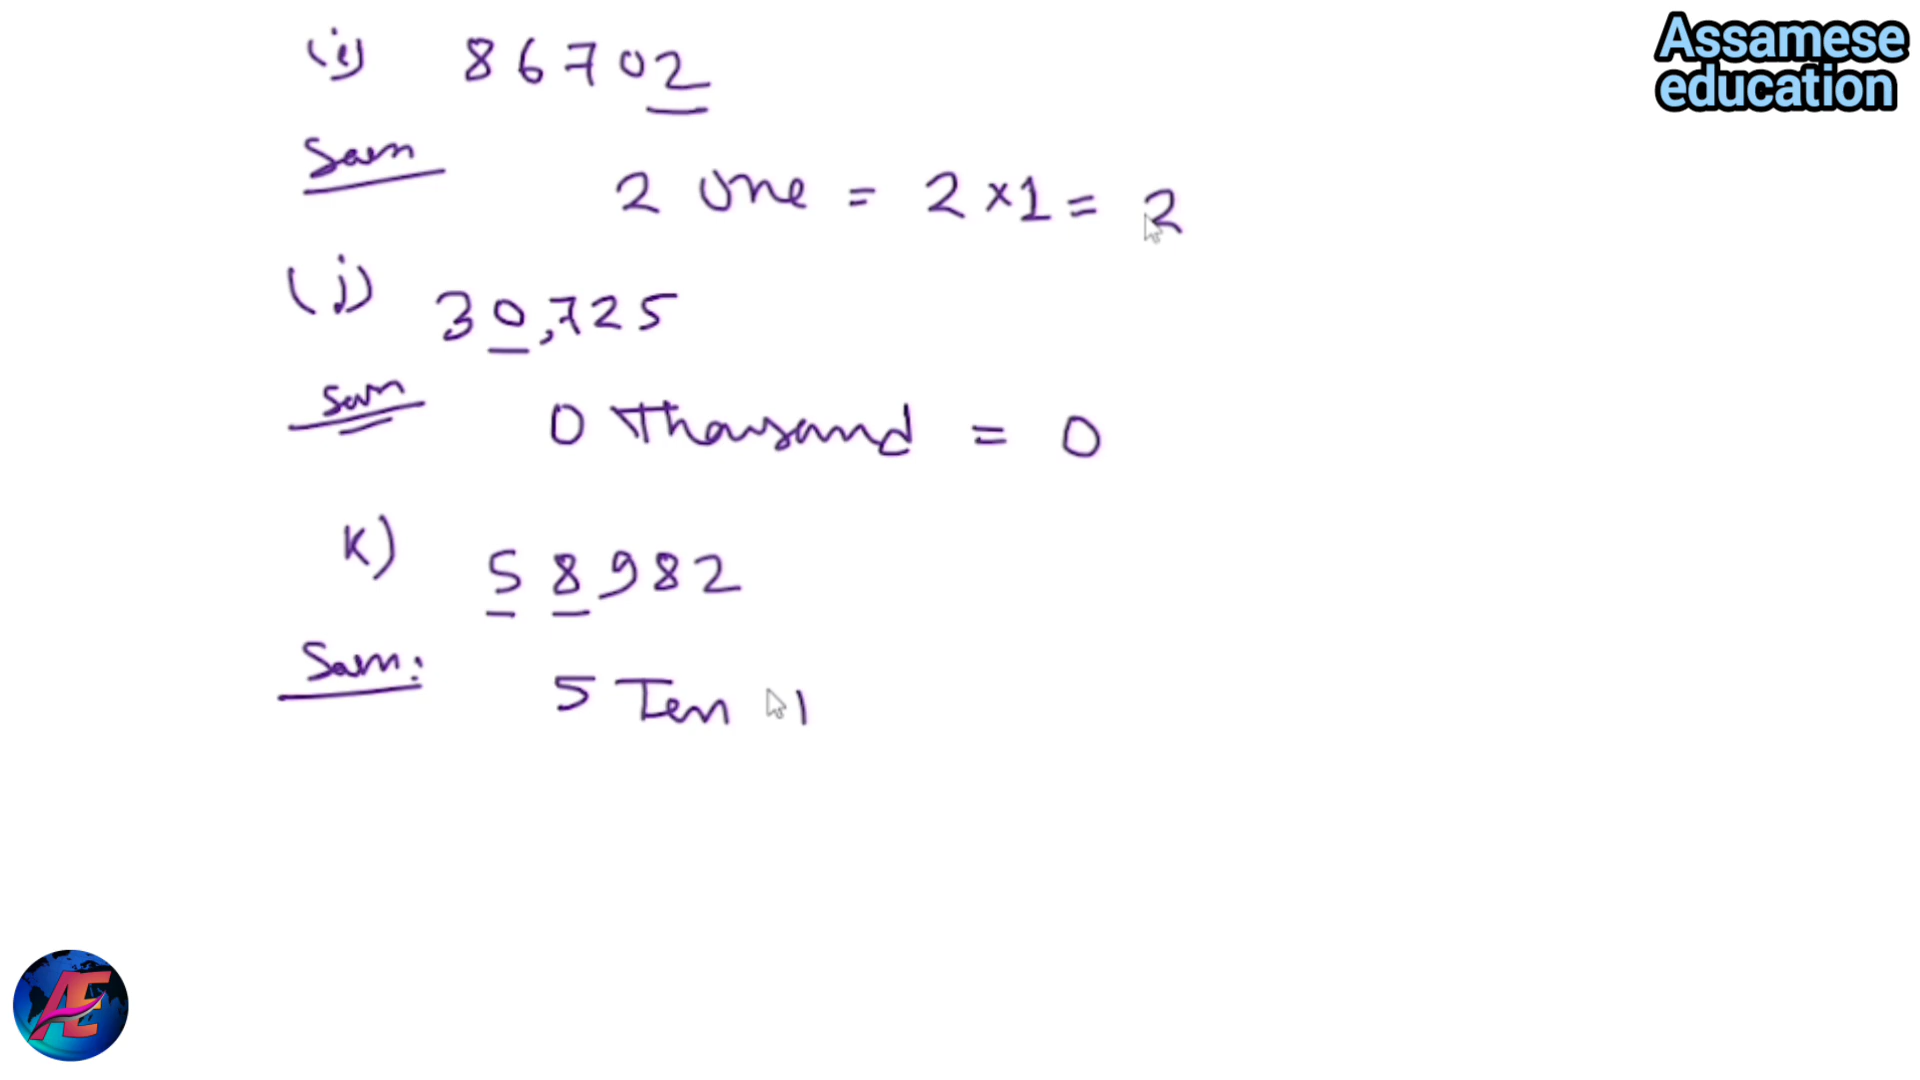 Assamese
education
(i) 86702
Soln
2 one = 2 × 1 = 2
(j) 30,725
Soln
0 Thousand = 0
K) 58982
Soln:
5 Ten
AE